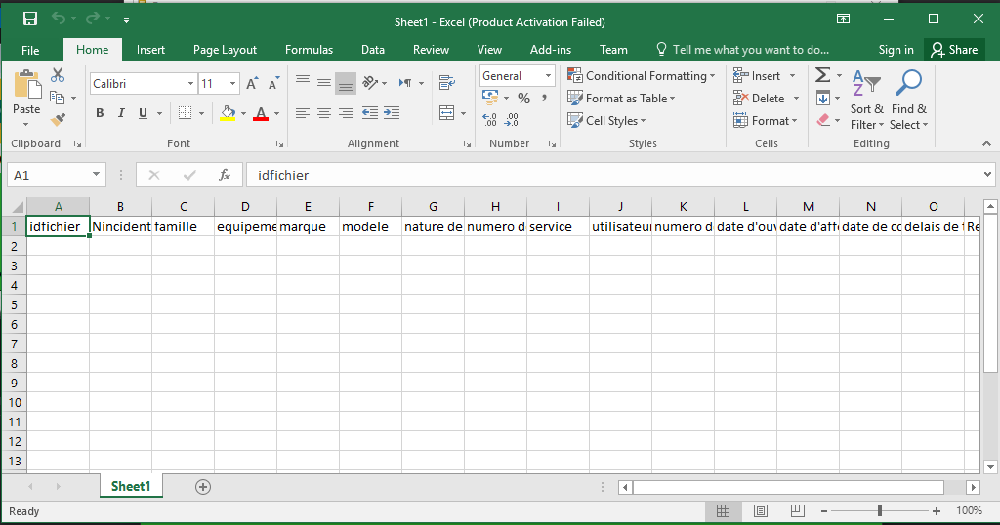 Sheet1 - Excel (Product Activation Failed)
File Home Insert Page Layout Formulas Data Review View Add-ins Team Tell me what you want to do... Sign in Share
Paste
Calibri 11
B I U
A
General
% ,
Conditional Formatting
Format as Table
Cell Styles
Insert
Delete
Format
Sort & Filter
Find & Select
Clipboard Font Alignment Number Styles Cells Editing
A1 fx idfichier
A B C D E F G H I J K L M N O
1 idfichier Nincident famille equipeme marque modele nature de numero d service utilisateur numero d date d'ouv date d'affe date de co delais de t Re
2
3
4
5
6
7
8
9
10
11
12
13
Sheet1
Ready 100%